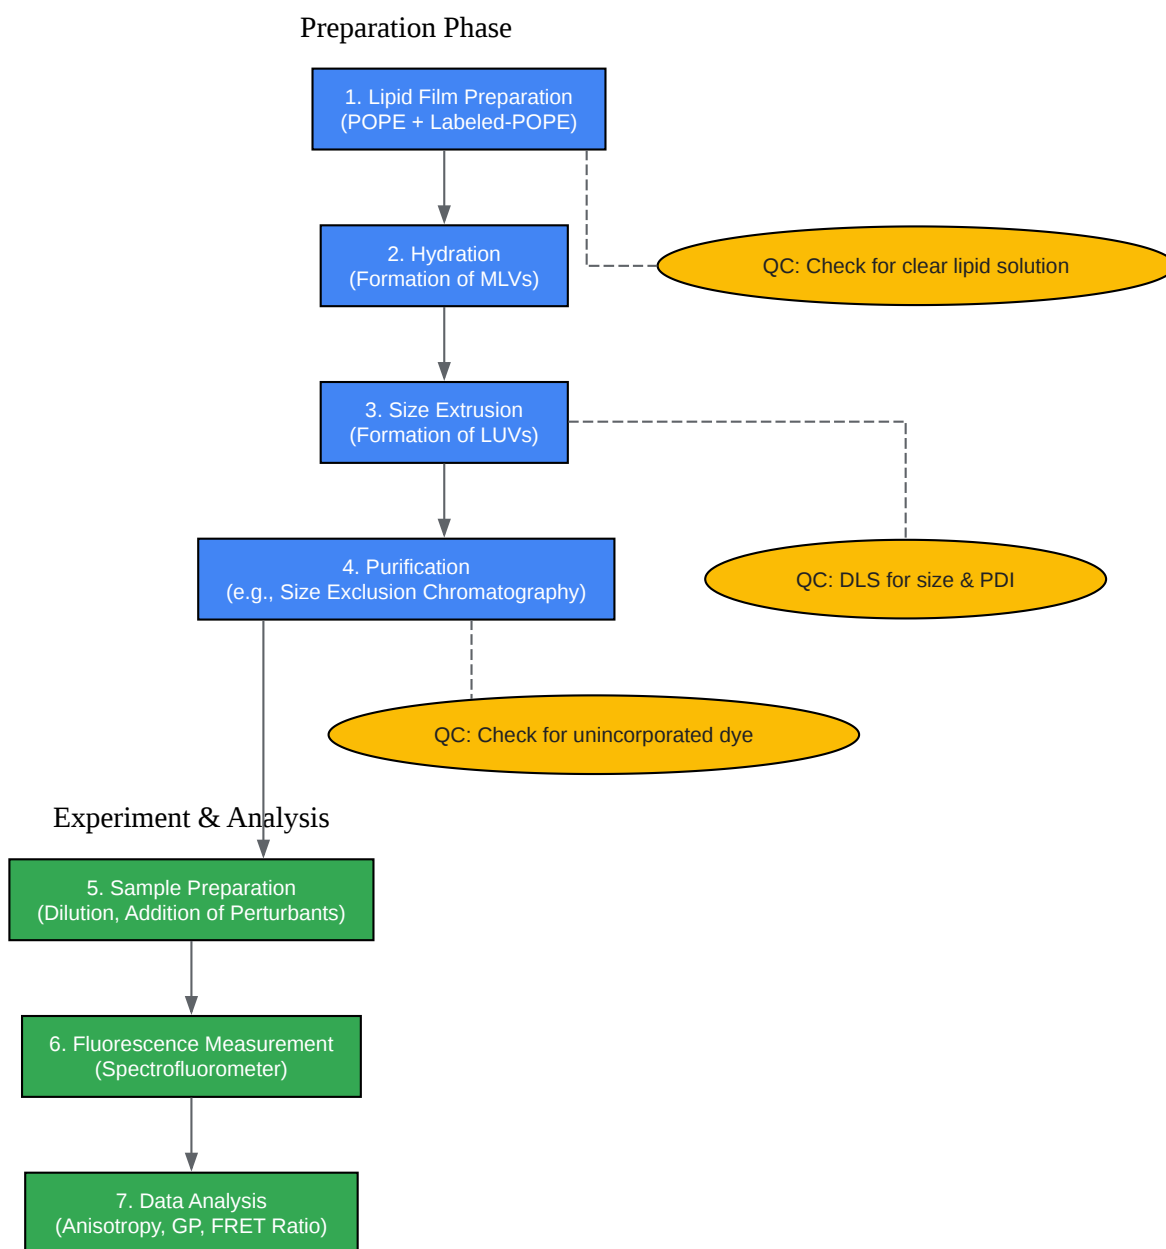 Preparation Phase
1. Lipid Film Preparation
(POPE + Labeled-POPE)
2. Hydration
(Formation of MLVs)
QC: Check for clear lipid solution
3. Size Extrusion
(Formation of LUVs)
4. Purification
(e.g., Size Exclusion Chromatography)
QC: DLS for size & PDI
QC: Check for unincorporated dye
Experiment & Analysis
5. Sample Preparation
(Dilution, Addition of Perturbants)
6. Fluorescence Measurement
(Spectrofluorometer)
7. Data Analysis
(Anisotropy, GP, FRET Ratio)